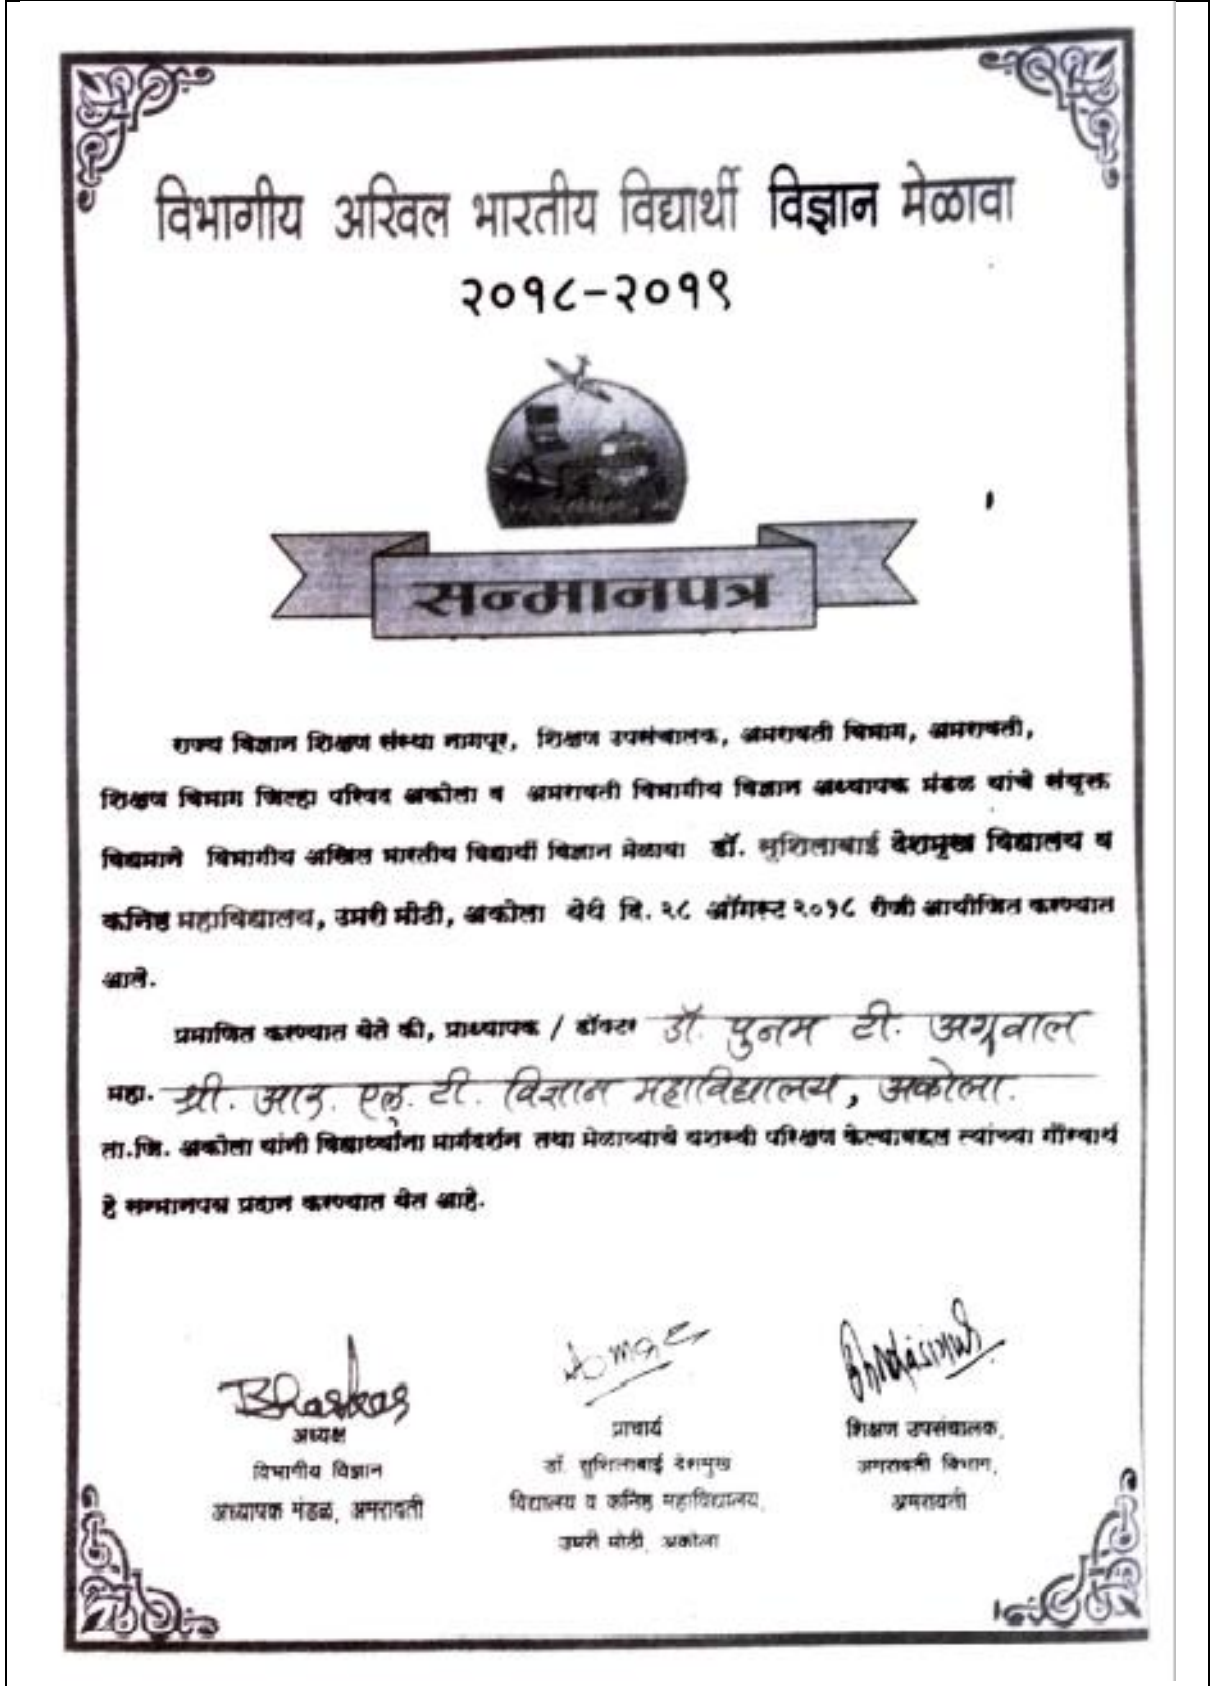 विभागीय अखिल भारतीय विद्यार्थी विज्ञान मेळावा
२०१८-२०१९
सन्मानपत्र
राज्य विज्ञान शिक्षण संस्था नागपूर, शिक्षण उपसंचालक, अमरावती विभाग, अमरावती,
शिक्षण विभाग जिल्हा परिषद अकोला व अमरावती विभागीय विज्ञान अध्यापक मंडळ यांचे संयुक्त
विद्यमाने विभागीय अखिल भारतीय विद्यार्थी विज्ञान मेळावा डॉ. सुशिलाबाई देशमुख विद्यालय व
कनिष्ठ महाविद्यालय, उमरी मोठी, अकोला येथे दि. २८ ऑगस्ट २०१८ रोजी आयोजित करण्यात
आले.
प्रमाणित करण्यात येते की, प्राध्यापक / डॉक्टर डॉ. पुनम टी. अग्रवाल
महा. श्री. आर. एल. टी. विज्ञान महाविद्यालय, अकोला.
ता.जि. अकोला यांनी विद्यार्थ्यांना मार्गदर्शन तथा मेळाव्याचे यशस्वी परिक्षण केल्याबद्दल त्यांच्या गौरवार्थ
हे सन्मानपत्र प्रदान करण्यात येत आहे.
Bhaskar
अध्यक्ष
विभागीय विज्ञान
अध्यापक मंडळ, अमरावती
प्राचार्य
डॉ. सुशिलाबाई देशमुख
विद्यालय व कनिष्ठ महाविद्यालय,
उमरी मोठी, अकोला
शिक्षण उपसंचालक,
अमरावती विभाग,
अमरावती